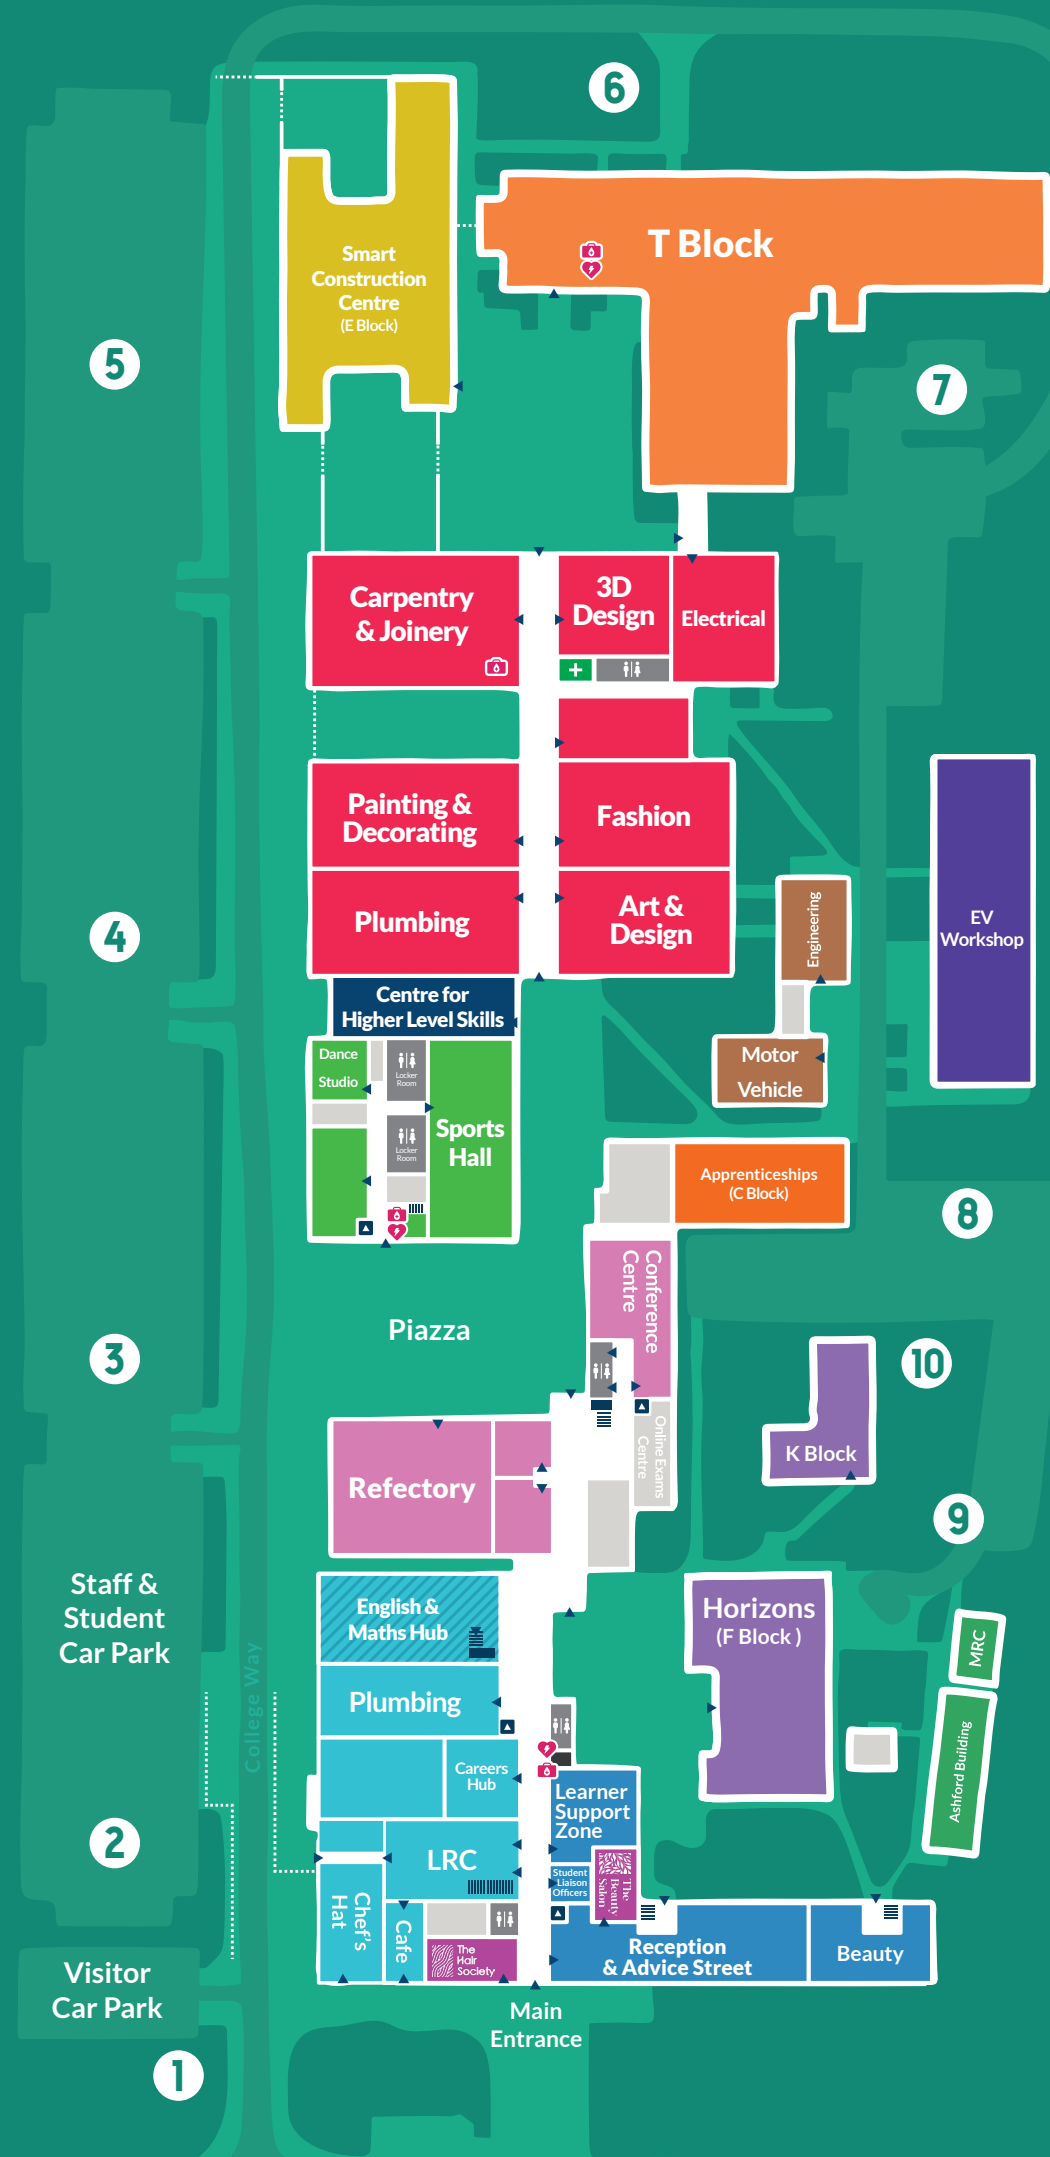 6
T Block
Smart
Construction
Centre
(E Block)
5
7
Carpentry
& Joinery
3D
Design
Electrical
Painting &
Decorating
Fashion
Plumbing
Art &
Design
4
Engineering
EV
Workshop
Centre for
Higher Level Skills
Motor
Vehicle
Dance
Studio
Locker
Room
Locker
Room
Sports
Hall
Apprenticeships
(C Block)
8
Conference
Centre
Piazza
3
10
K Block
Refectory
Online Exams
Centre
9
Staff &
Student
Car Park
English &
Maths Hub
Horizons
(F Block )
MRC
College Way
Plumbing
Careers
Hub
Learner
Support
Zone
Ashford Building
2
LRC
Student
Liaison
Officers
The
Beauty
Salon
Chef's
Hat
Cafe
The
Hair
Society
Reception
& Advice Street
Beauty
Visitor
Car Park
Main
Entrance
1